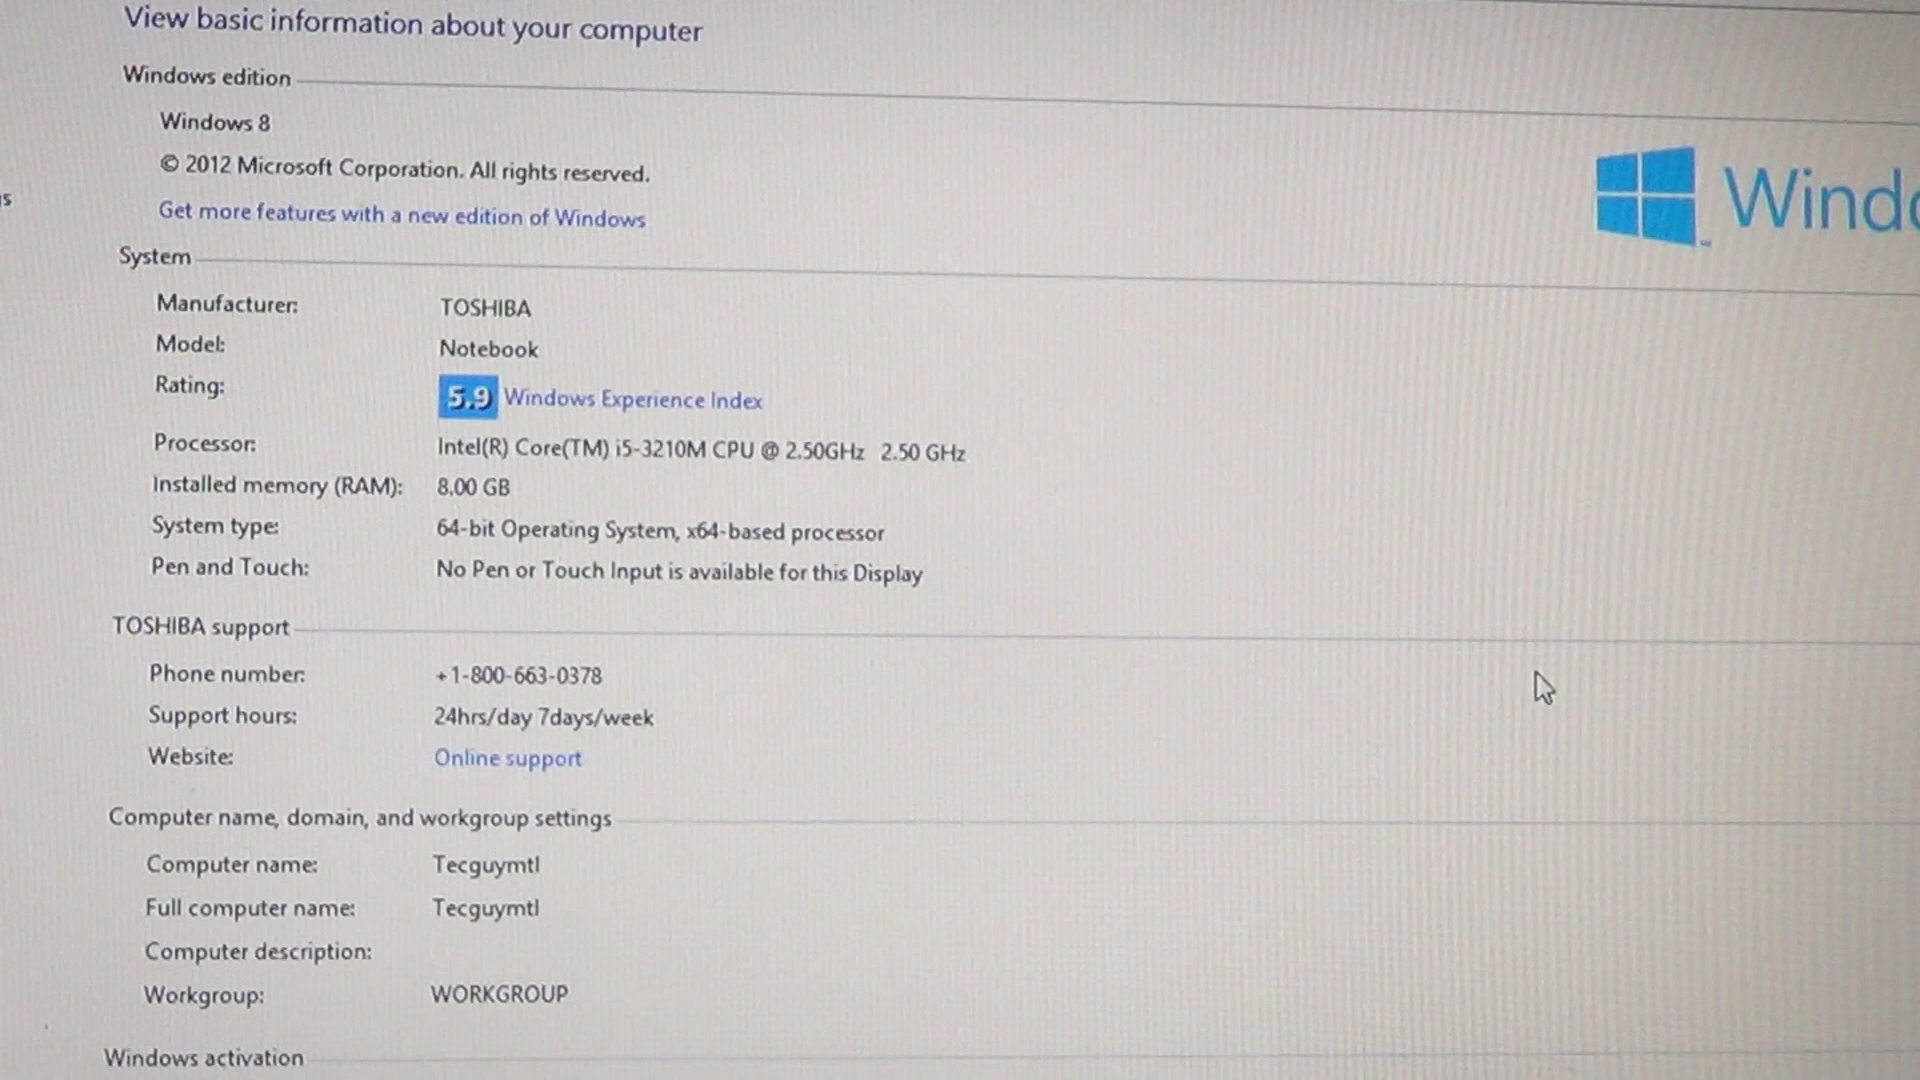 View basic information about your computer
Windows edition
Windows 8
© 2012 Microsoft Corporation. All rights reserved.
Get more features with a new edition of Windows
Windo
s
System
Manufacturer: TOSHIBA
Model: Notebook
Rating: 5.9 Windows Experience Index
Processor: Intel(R) Core(TM) i5-3210M CPU @ 2.50GHz 2.50 GHz
Installed memory (RAM): 8.00 GB
System type: 64-bit Operating System, x64-based processor
Pen and Touch: No Pen or Touch Input is available for this Display
TOSHIBA support
Phone number: +1-800-663-0378
Support hours: 24hrs/day 7days/week
Website: Online support
Computer name, domain, and workgroup settings
Computer name: Tecguymtl
Full computer name: Tecguymtl
Computer description:
Workgroup: WORKGROUP
Windows activation